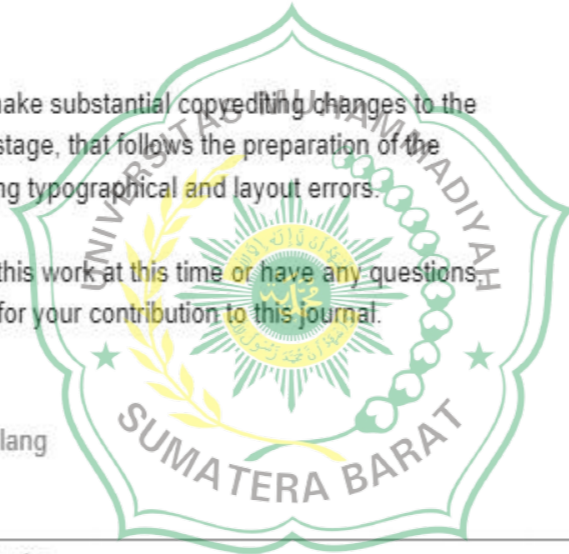 make substantial copyediting changes to the
stage, that follows the preparation of the
ng typographical and layout errors.
this work at this time or have any questions
for your contribution to this journal.
lang
UNIVERSITAS MUHAMMADIYAH
SUMATERA BARAT
محمدية